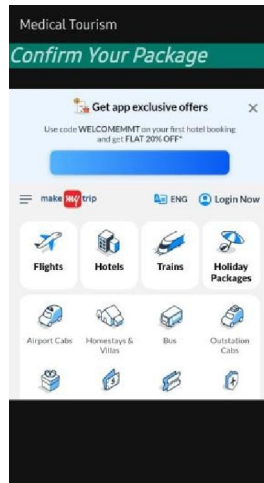 Medical Tourism
Confirm Your Package
Get app exclusive offers ×
Use code WELCOMEMMT on your first hotel booking
and get FLAT 20% OFF*
make my trip ENG Login Now
Flights Hotels Trains Holiday
Packages
Airport Cabs Homestays & Bus Outstation
Villas Cabs